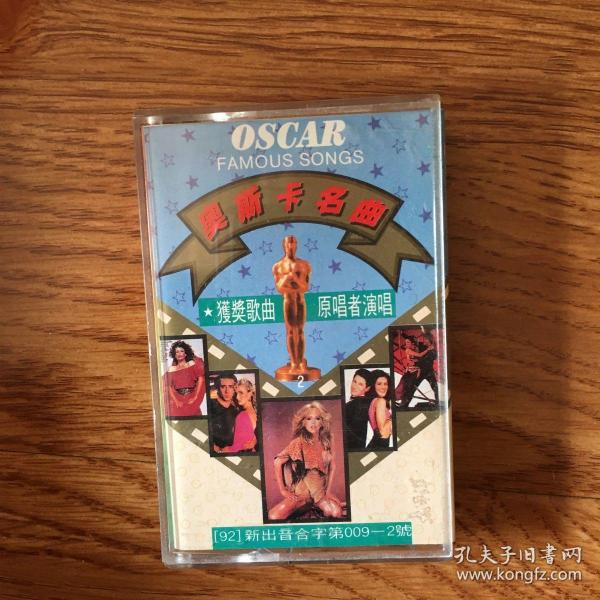 OSCAR
FAMOUS SONGS
奥斯卡名曲
★獲獎歌曲 原唱者演唱
2
[92]新出音合字第009—2號
孔夫子旧书网
www.kongfz.com